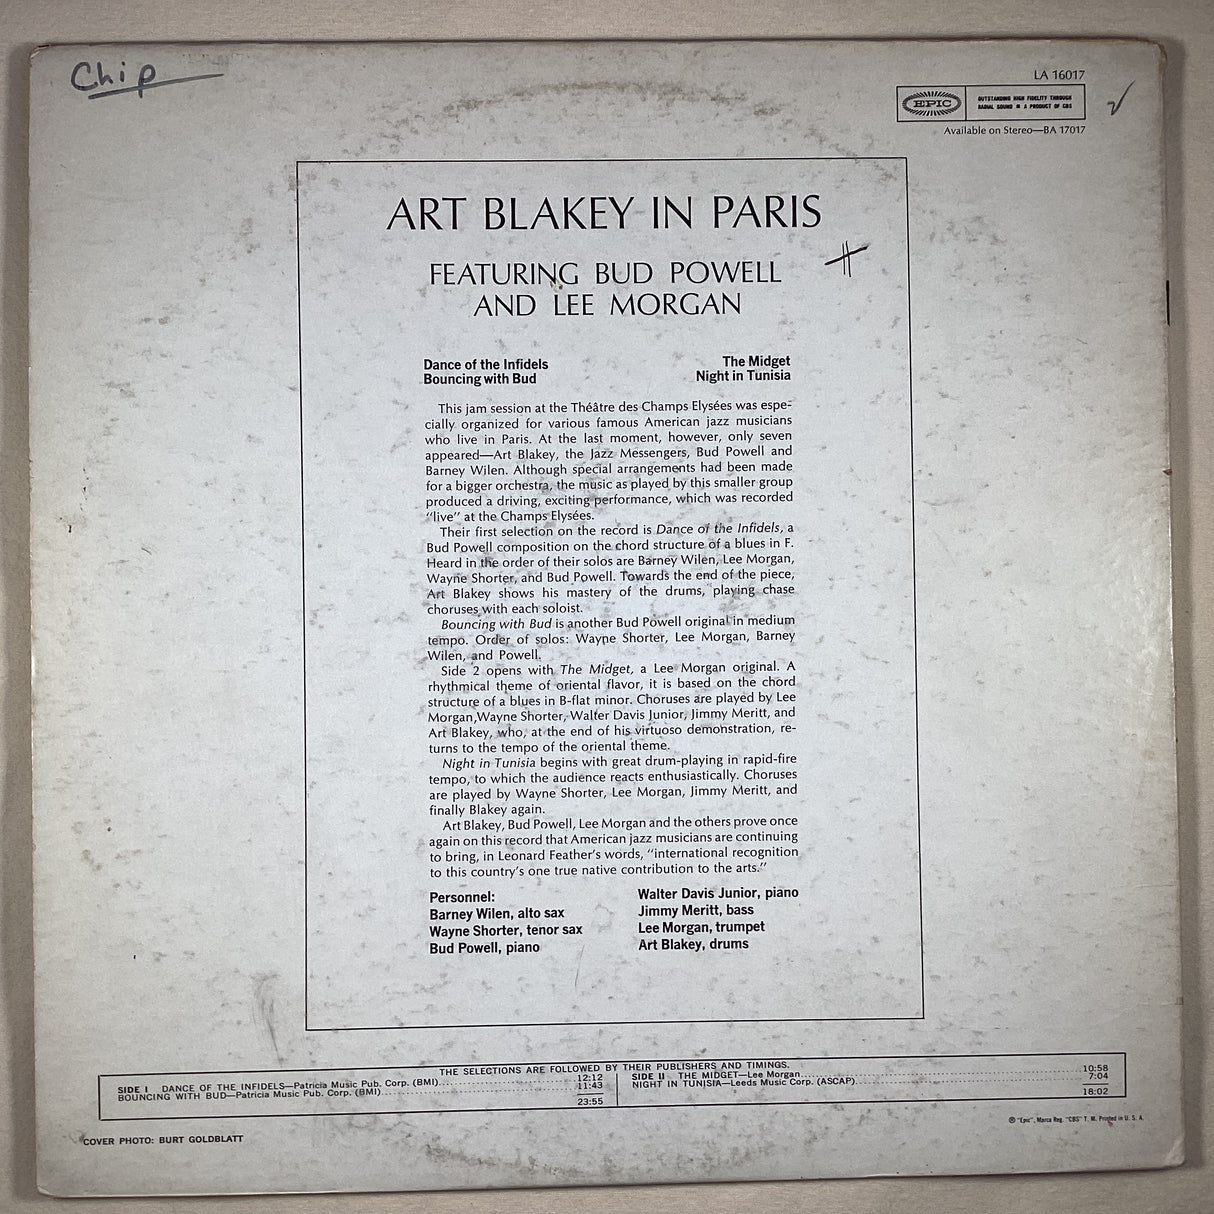 Chip
LA 16017
EPIC
OUTSTANDING HIGH FIDELITY THROUGH
RADIAL SOUND A PRODUCT OF CBS
Available on Stereo—BA 17017
ART BLAKEY IN PARIS
FEATURING BUD POWELL
AND LEE MORGAN
Dance of the Infidels
Bouncing with Bud
The Midget
Night in Tunisia
This jam session at the Théâtre des Champs Elysées was espe-
cially organized for various famous American jazz musicians
who live in Paris. At the last moment, however, only seven
appeared—Art Blakey, the Jazz Messengers, Bud Powell and
Barney Wilen. Although special arrangements had been made
for a bigger orchestra, the music as played by this smaller group
produced a driving, exciting performance, which was recorded
“live” at the Champs Elysées.
Their first selection on the record is Dance of the Infidels, a
Bud Powell composition on the chord structure of a blues in F.
Heard in the order of their solos are Barney Wilen, Lee Morgan,
Wayne Shorter, and Bud Powell. Towards the end of the piece,
Art Blakey shows his mastery of the drums, playing chase
choruses with each soloist.
Bouncing with Bud is another Bud Powell original in medium
tempo. Order of solos: Wayne Shorter, Lee Morgan, Barney
Wilen, and Powell.
Side 2 opens with The Midget, a Lee Morgan original. A
rhythmical theme of oriental flavor, it is based on the chord
structure of a blues in B-flat minor. Choruses are played by Lee
Morgan,Wayne Shorter, Walter Davis Junior, Jimmy Meritt, and
Art Blakey, who, at the end of his virtuoso demonstration, re-
turns to the tempo of the oriental theme.
Night in Tunisia begins with great drum-playing in rapid-fire
tempo, to which the audience reacts enthusiastically. Choruses
are played by Wayne Shorter, Lee Morgan, Jimmy Meritt, and
finally Blakey again.
Art Blakey, Bud Powell, Lee Morgan and the others prove once
again on this record that American jazz musicians are continuing
to bring, in Leonard Feather’s words, “international recognition
to this country’s one true native contribution to the arts.”
Personnel:
Barney Wilen, alto sax
Wayne Shorter, tenor sax
Bud Powell, piano
Walter Davis Junior, piano
Jimmy Meritt, bass
Lee Morgan, trumpet
Art Blakey, drums
THE SELECTIONS ARE FOLLOWED BY THEIR PUBLISHERS AND TIMINGS.
SIDE I DANCE OF THE INFIDELS—Patricia Music Pub. Corp. (BMI) 12:12
BOUNCING WITH BUD—Patricia Music Pub. Corp. (BMI) 11:43
23:55
SIDE II THE MIDGET—Lee Morgan 10:58
NIGHT IN TUNISIA—Leeds Music Corp. (ASCAP) 7:04
18:02
® "Epic", Marca Reg. "CBS" T. M. Printed in U. S. A.
COVER PHOTO: BURT GOLDBLATT